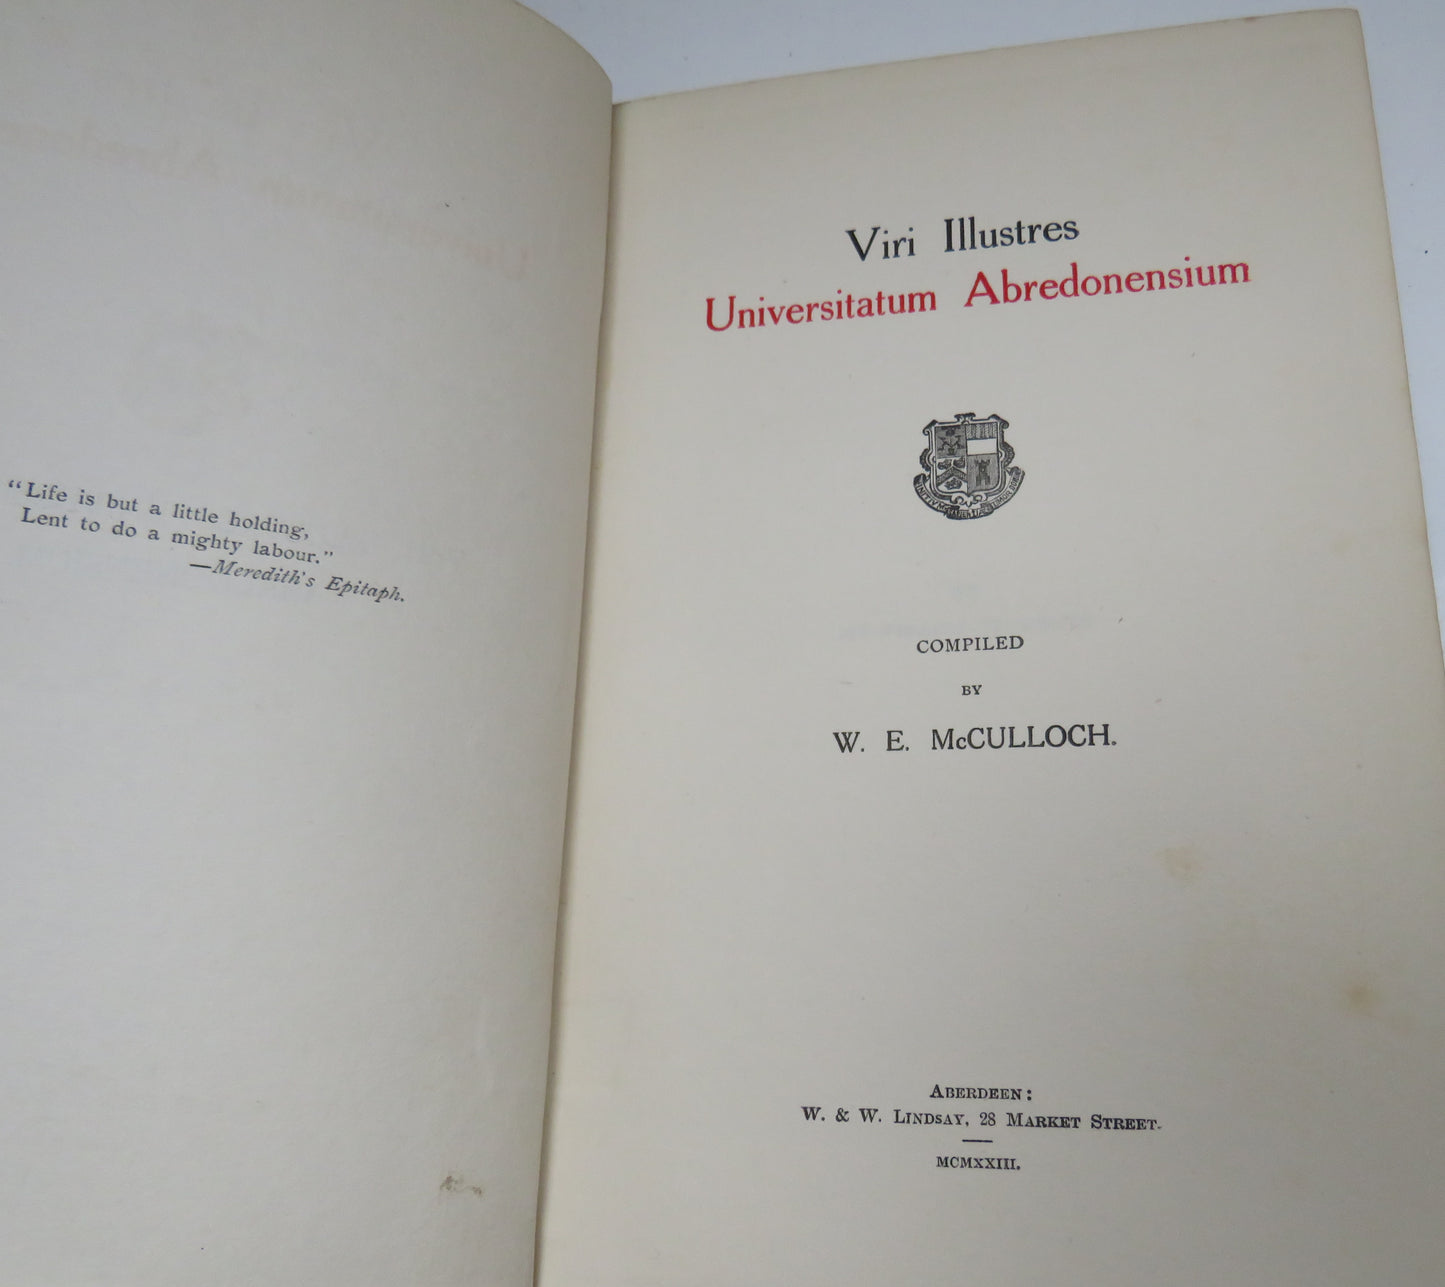 “Life is but a little holding,
Lent to do a mighty labour.”
—Meredith's Epitaph.
Viri Illustres
Universitatum Abredonensium
COMPILED
BY
W. E. McCULLOCH.
ABERDEEN:
W. & W. LINDSAY, 28 MARKET STREET.
MCMXXIII.